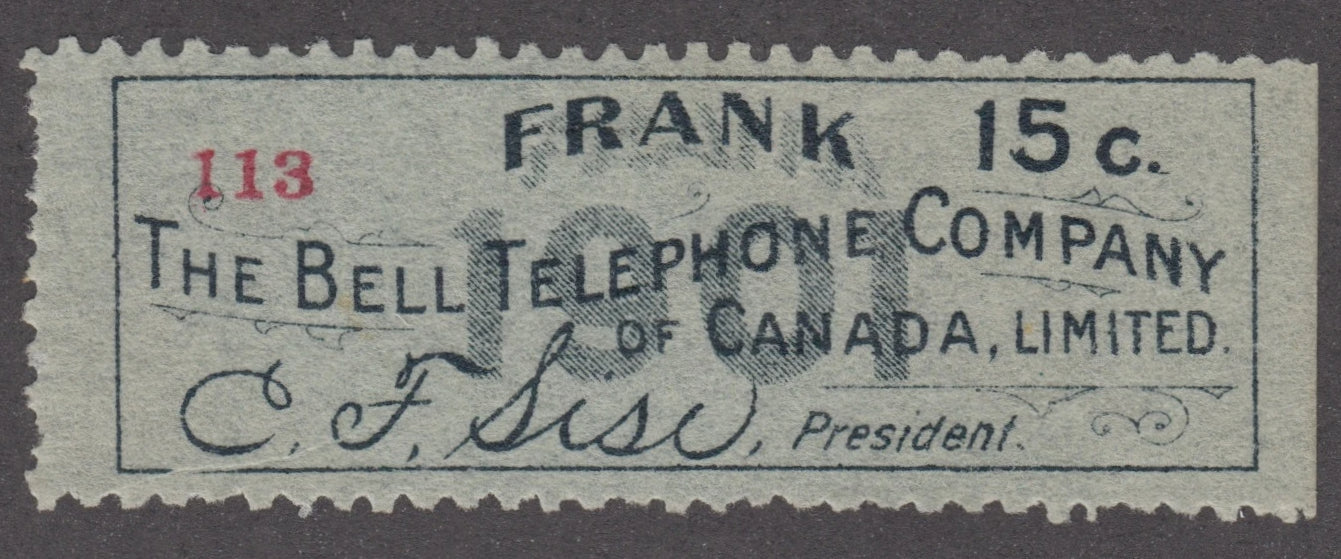 FRANK 15c.
113
1901
THE BELL TELEPHONE COMPANY
OF CANADA, LIMITED.
C. F. Sise, President.